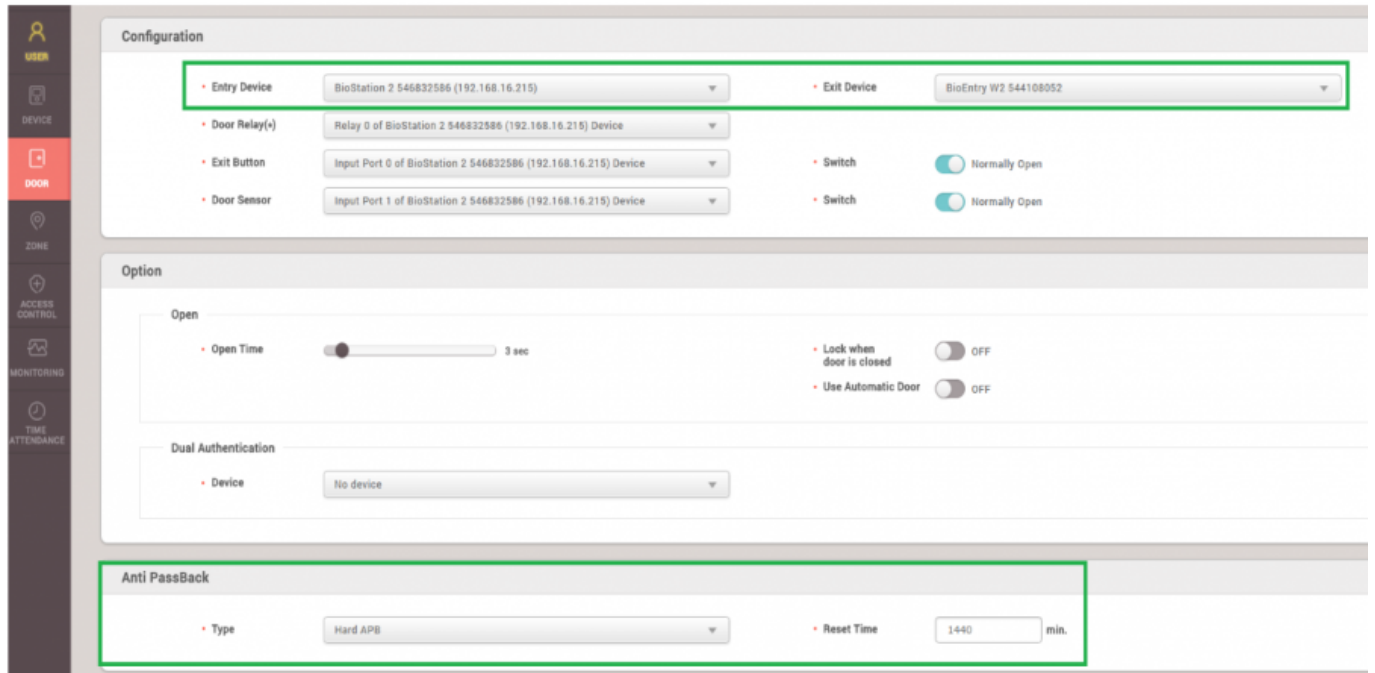 USER
DEVICE
DOOR
ZONE
ACCESS
CONTROL
MONITORING
TIME
ATTENDANCE
Configuration
• Entry Device BioStation 2 546832586 (192.168.16.215) • Exit Device BioEntry W2 544108052
• Door Relay(*) Relay 0 of BioStation 2 546832586 (192.168.16.215) Device
• Exit Button Input Port 0 of BioStation 2 546832586 (192.168.16.215) Device • Switch Normally Open
• Door Sensor Input Port 1 of BioStation 2 546832586 (192.168.16.215) Device • Switch Normally Open
Option
Open
• Open Time 3 sec • Lock when
door is closed OFF
• Use Automatic Door OFF
Dual Authentication
• Device No device
Anti PassBack
• Type Hard APB • Reset Time 1440 min.